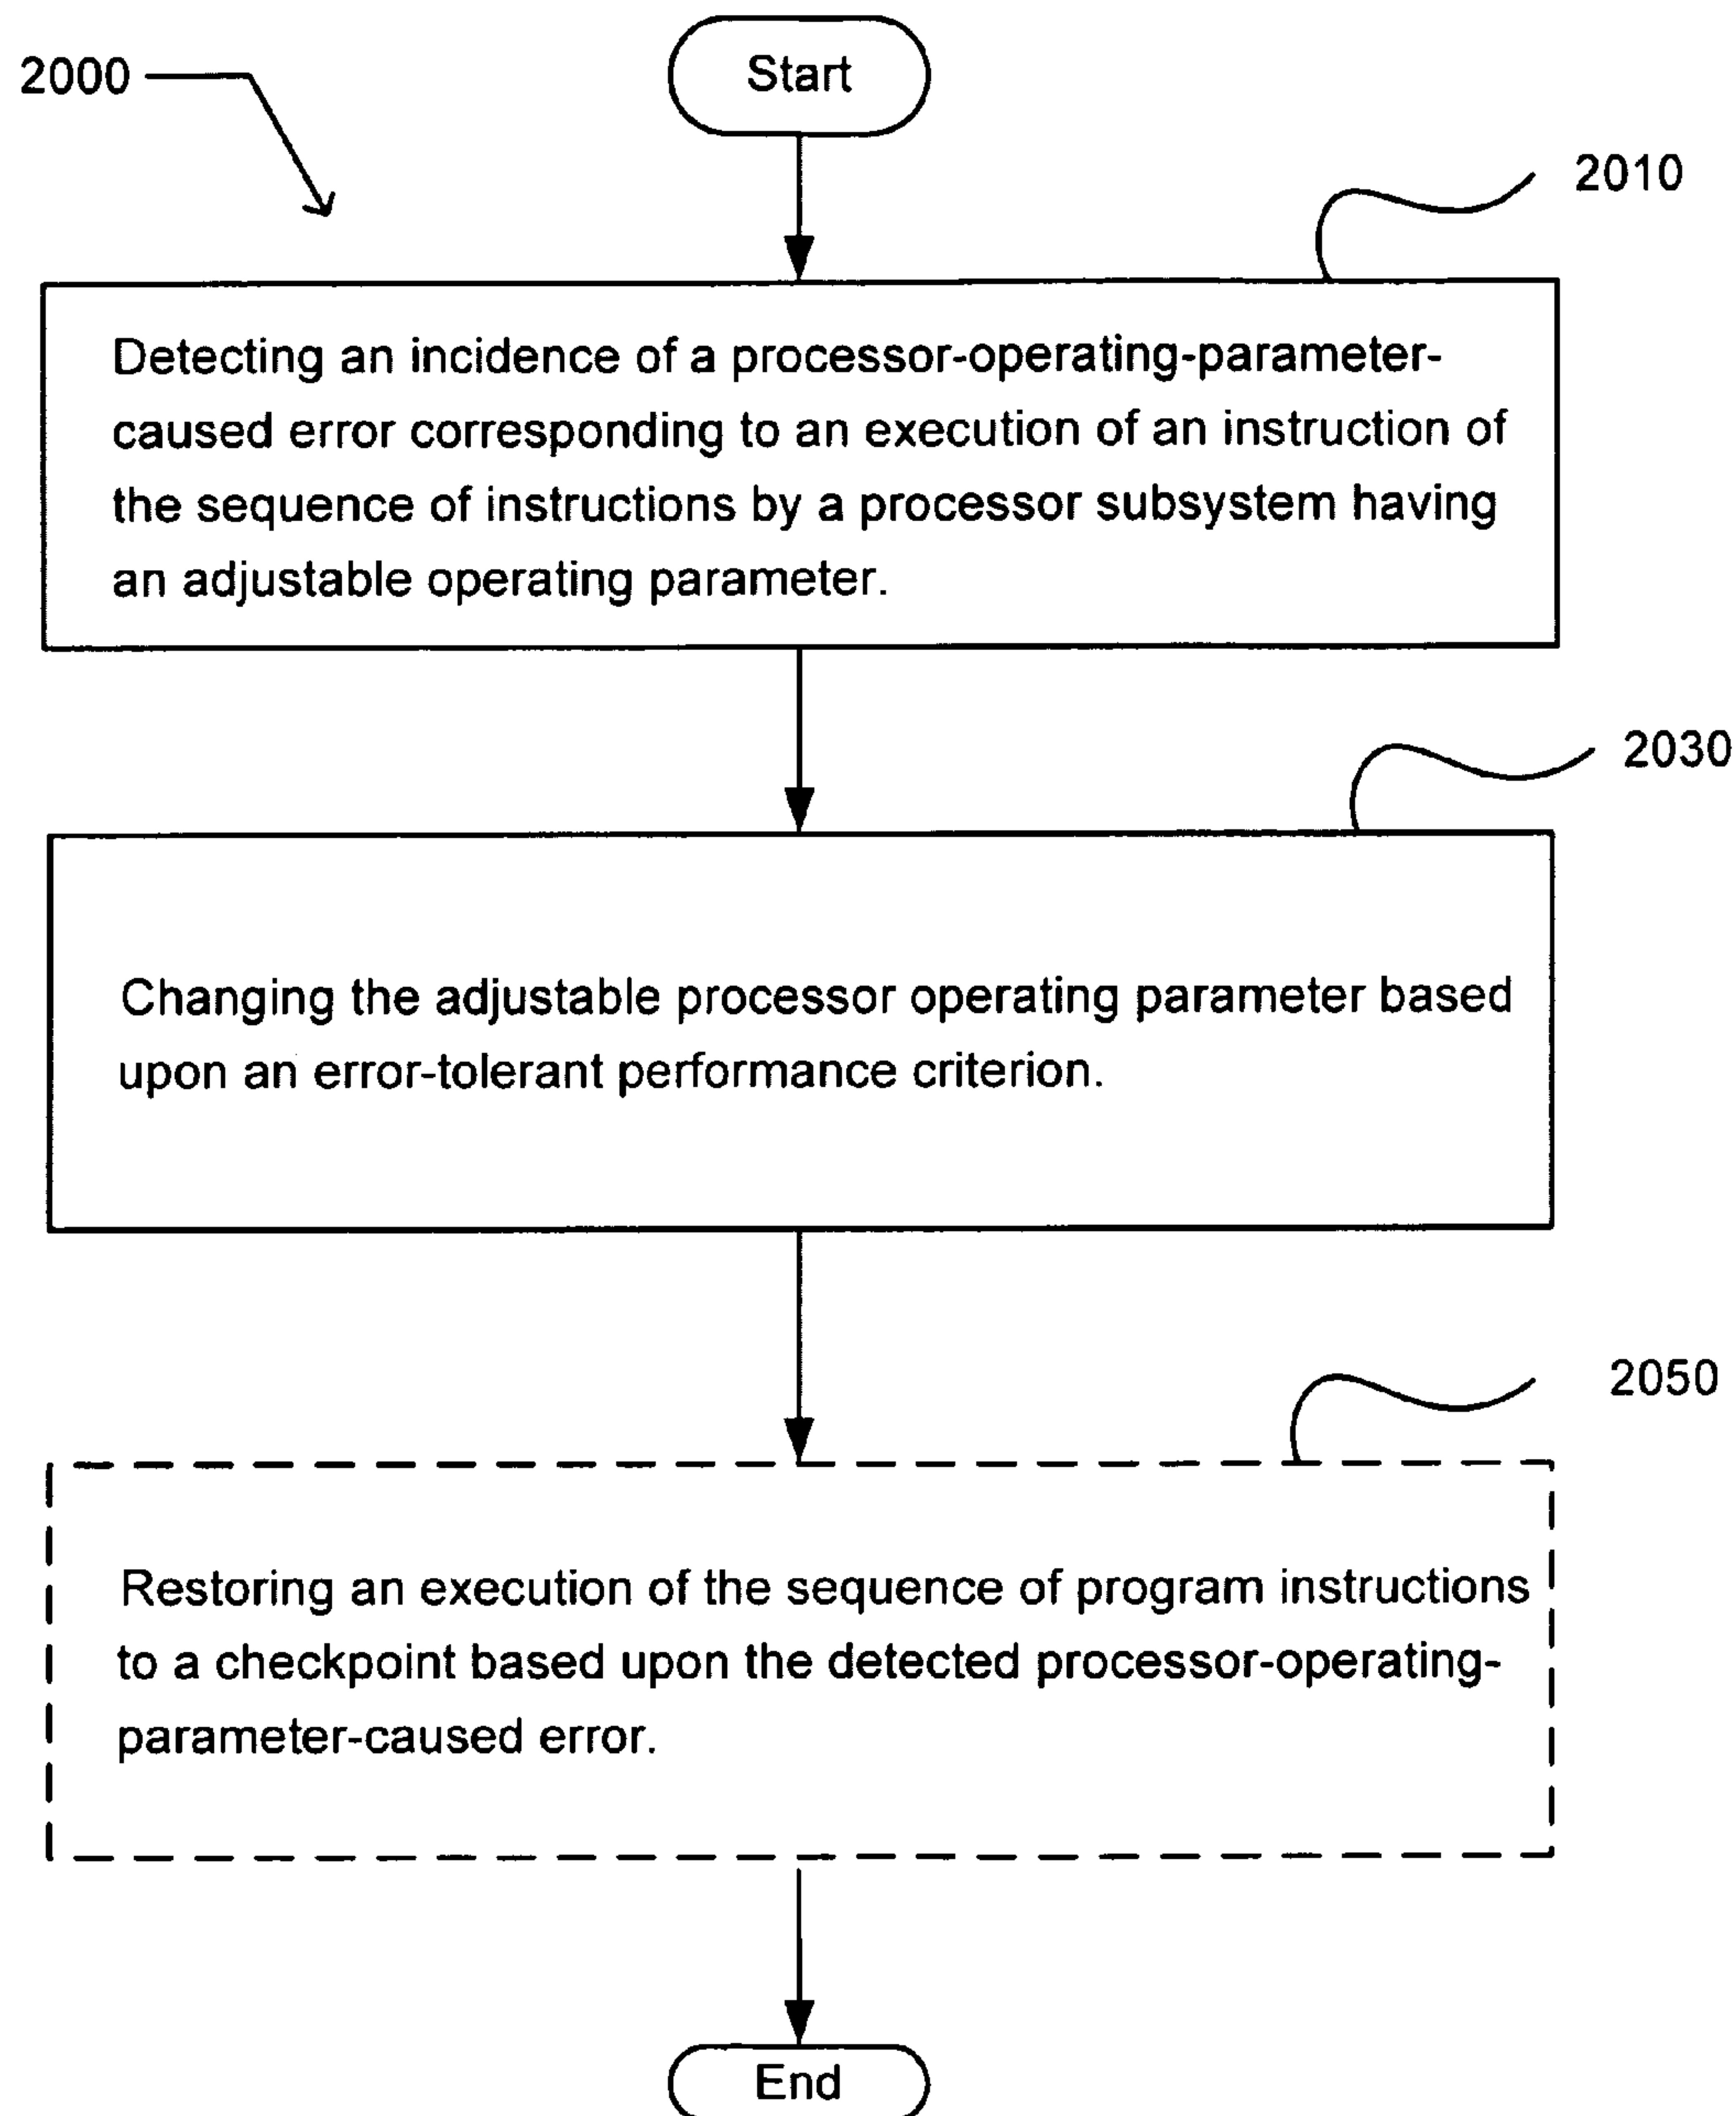 Start
2000
2010
Detecting an incidence of a processor-operating-parameter-
caused error corresponding to an execution of an instruction of
the sequence of instructions by a processor subsystem having
an adjustable operating parameter.
2030
Changing the adjustable processor operating parameter based
upon an error-tolerant performance criterion.
2050
Restoring an execution of the sequence of program instructions
to a checkpoint based upon the detected processor-operating-
parameter-caused error.
End